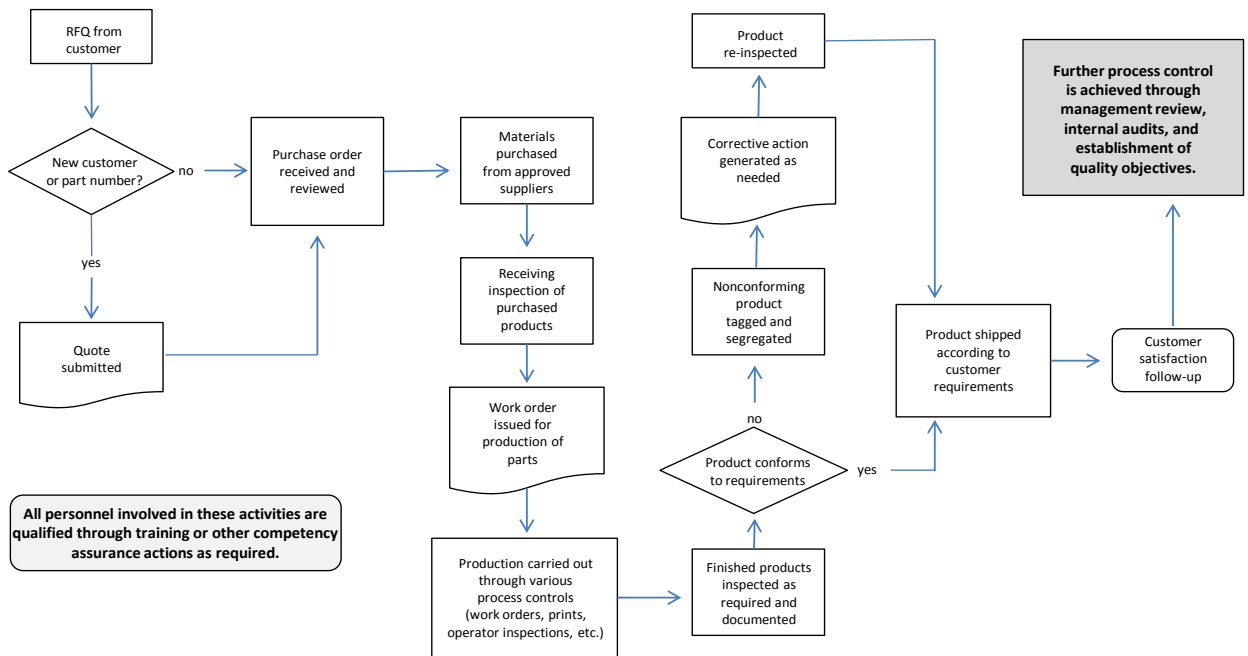 RFQ from
customer
New customer
or part number?
no
yes
Quote
submitted
Purchase order
received and
reviewed
Materials
purchased
from approved
suppliers
Receiving
inspection of
purchased
products
Work order
issued for
production of
parts
Production carried out
through various
process controls
(work orders, prints,
operator inspections, etc.)
Finished products
inspected as
required and
documented
Product conforms
to requirements
no
yes
Nonconforming
product
tagged and
segregated
Corrective action
generated as
needed
Product
re-inspected
Product shipped
according to
customer
requirements
Customer
satisfaction
follow-up
Further process control
is achieved through
management review,
internal audits, and
establishment of
quality objectives.
All personnel involved in these activities are
qualified through training or other competency
assurance actions as required.